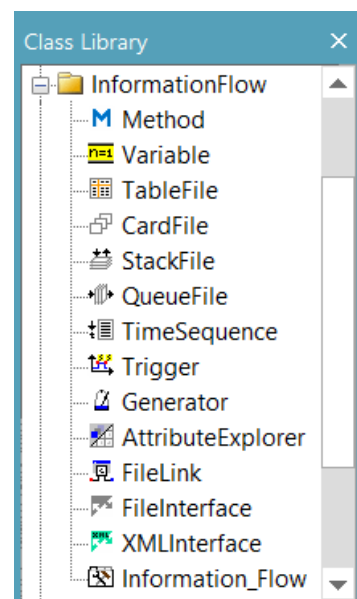 Class Library
InformationFlow
M Method
n=1 Variable
TableFile
CardFile
StackFile
QueueFile
TimeSequence
Trigger
Generator
AttributeExplorer
FileLink
FileInterface
XML XMLInterface
Information_Flow